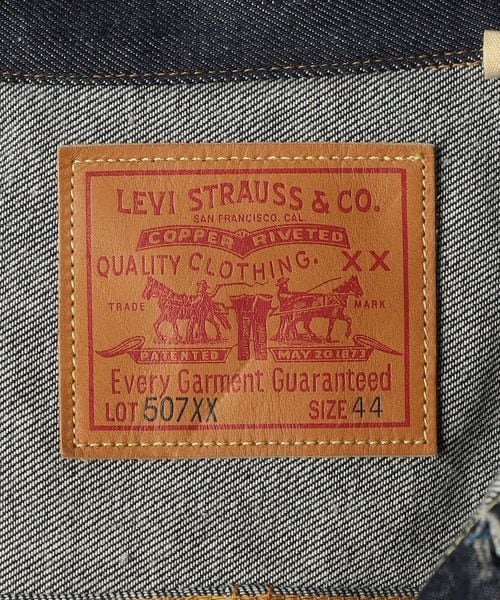 LEVI STRAUSS & CO.
SAN FRANCISCO. CAL.
COPPER RIVETED
QUALITY CLOTHING. XX
TRADE MARK
PATENTED MAY 20 1873
Every Garment Guaranteed
LOT 507XX SIZE 44